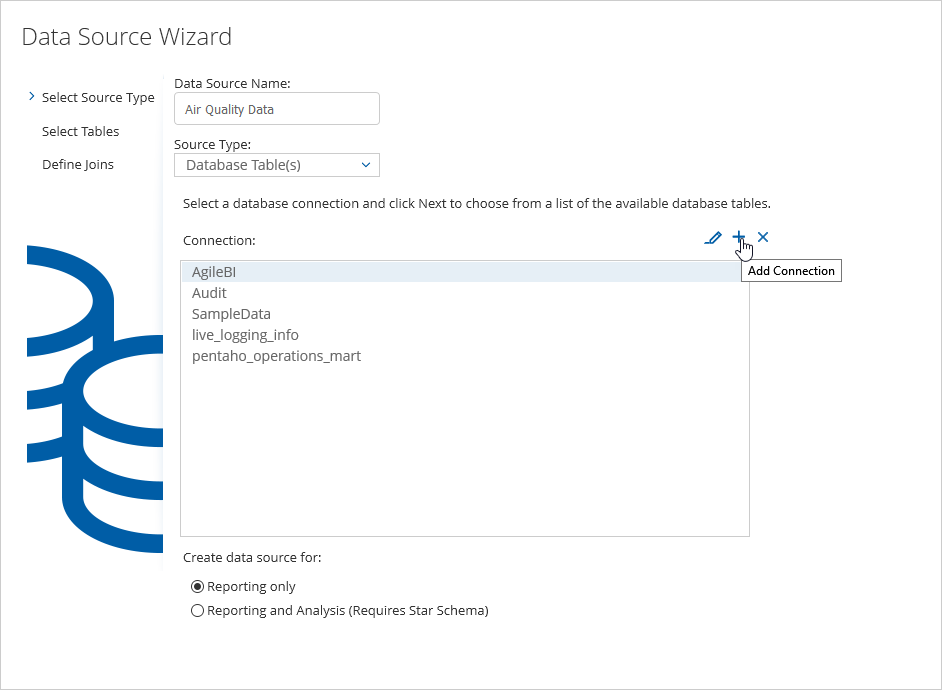 Data Source Wizard
Select Source Type
Select Tables
Define Joins
Data Source Name:
Air Quality Data
Source Type:
Database Table(s)
Select a database connection and click Next to choose from a list of the available database tables.
Connection:
Add Connection
AgileBI
Audit
SampleData
live_logging_info
pentaho_operations_mart
Create data source for:
Reporting only
Reporting and Analysis (Requires Star Schema)